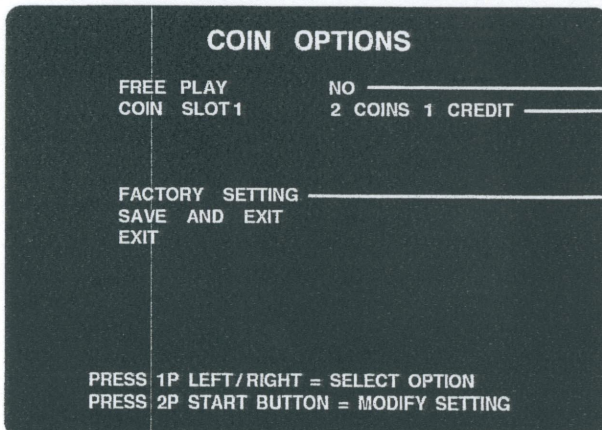 COIN OPTIONS
FREE PLAY NO
COIN SLOT1 2 COINS 1 CREDIT
FACTORY SETTING
SAVE AND EXIT
EXIT
PRESS 1P LEFT/RIGHT = SELECT OPTION
PRESS 2P START BUTTON = MODIFY SETTING